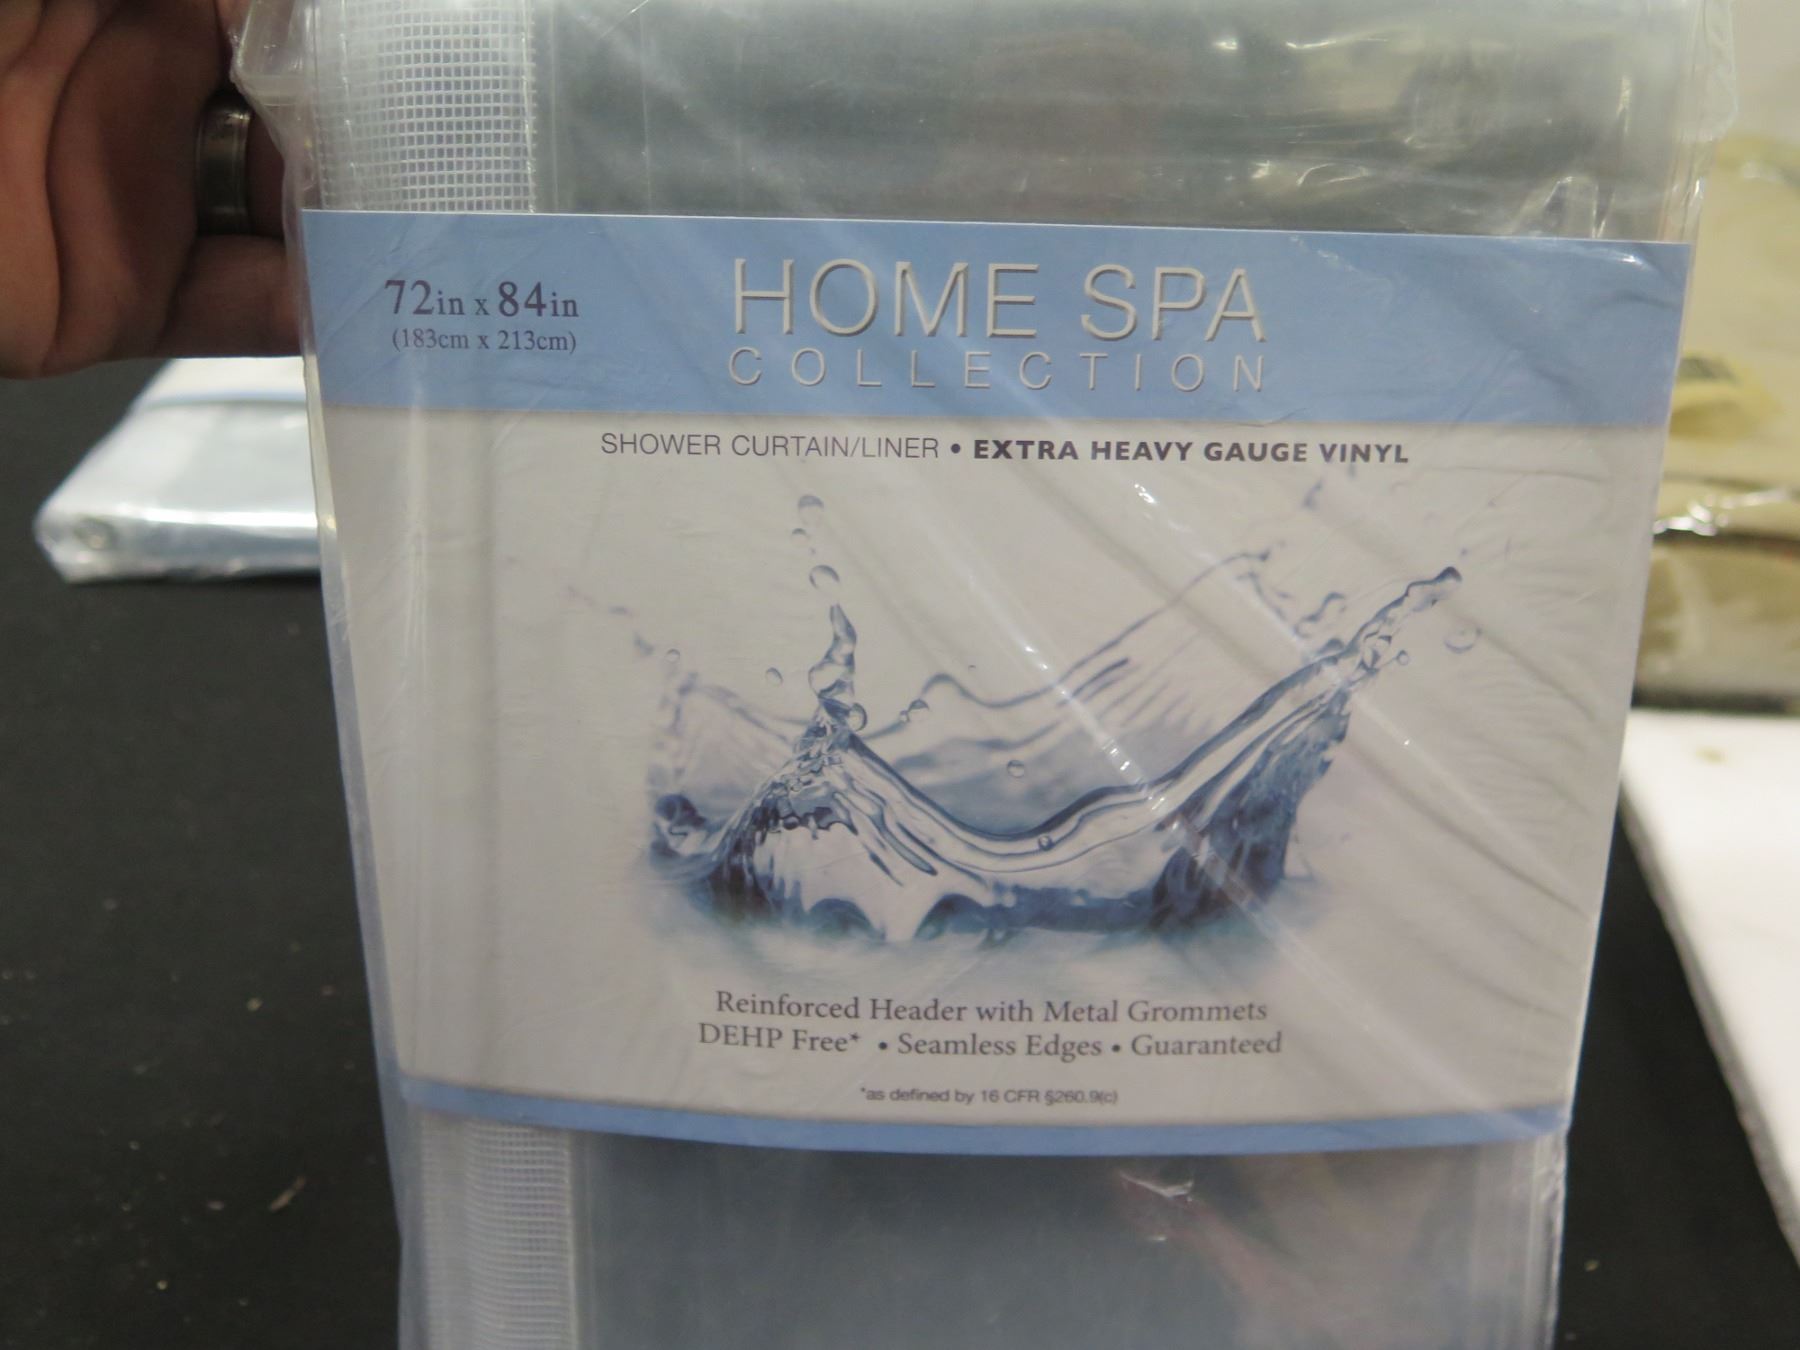 72in x 84in
(183cm x 213cm)
HOME SPA
COLLECTION
SHOWER CURTAIN/LINER • EXTRA HEAVY GAUGE VINYL
Reinforced Header with Metal Grommets
DEHP Free* • Seamless Edges • Guaranteed
*as defined by 16 CFR §260.9(c)